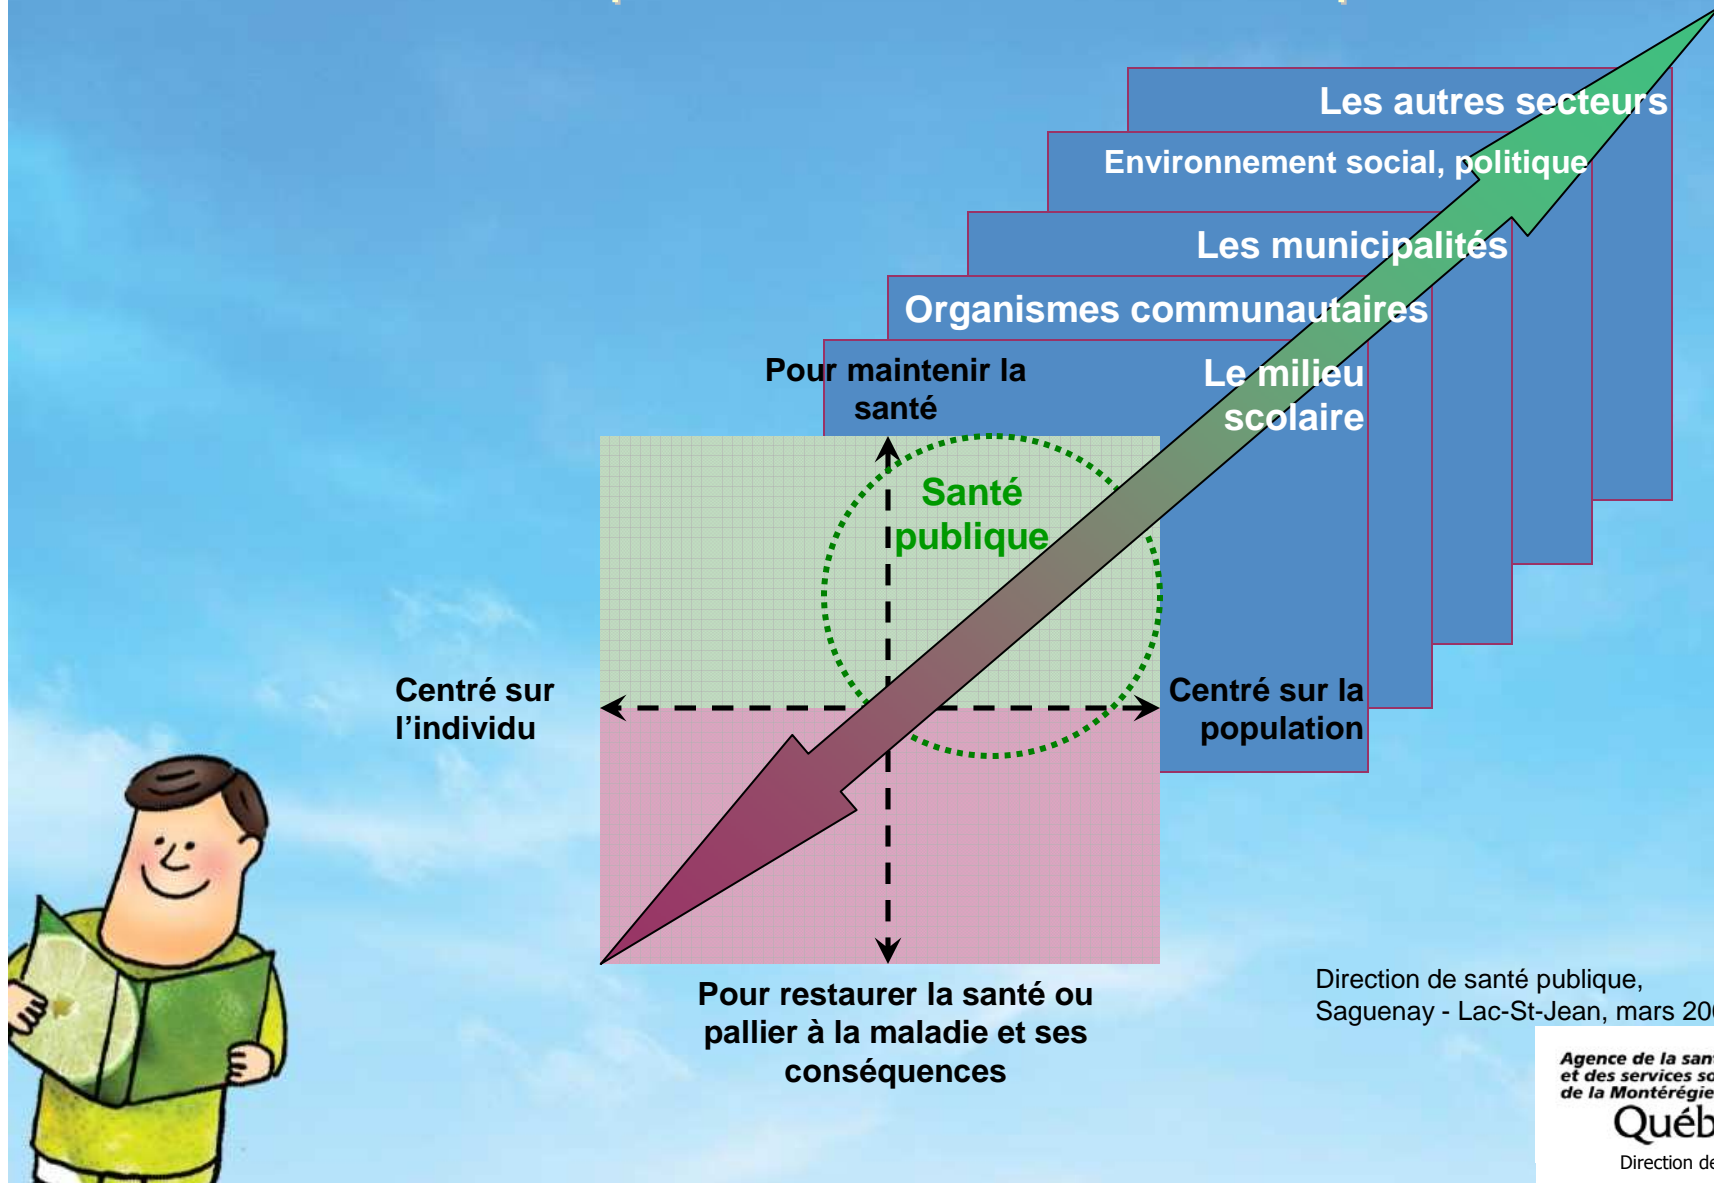 Les autres secteurs
Environnement social, politique
Les municipalités
Organismes communautaires
Le milieu
scolaire
Pour maintenir la
santé
Santé
publique
Centré sur
l’individu
Centré sur la
population
Pour restaurer la santé ou
pallier à la maladie et ses
conséquences
Direction de santé publique,
Saguenay - Lac-St-Jean, mars
Agence de la
et des services
de la Montérégie
Direction